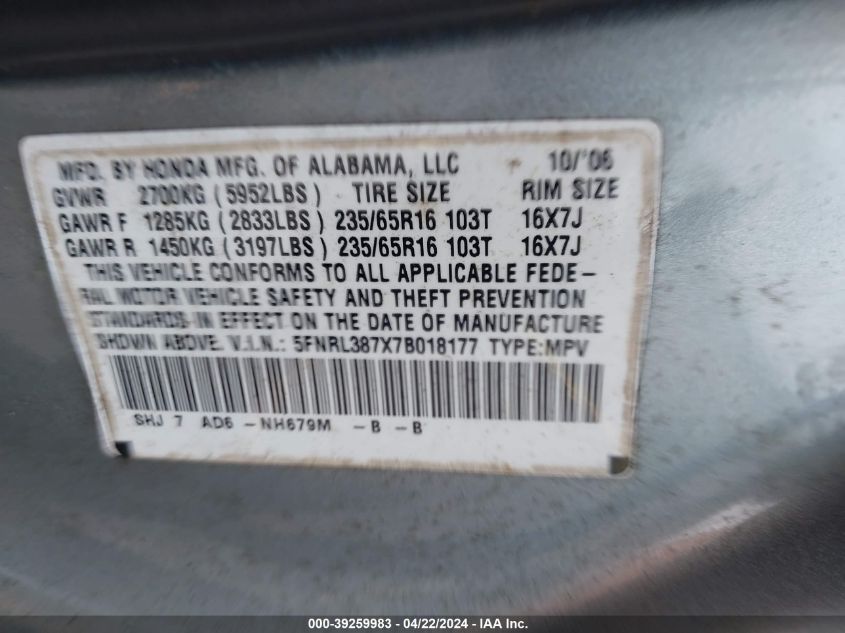 MFD. BY HONDA MFG. OF ALABAMA, LLC 10/'06
GVWR 2700KG (5952LBS) TIRE SIZE RIM SIZE
GAWR F 1285KG (2833LBS) 235/65R16 103T 16X7J
GAWR R 1450KG (3197LBS) 235/65R16 103T 16X7J
THIS VEHICLE CONFORMS TO ALL APPLICABLE FEDE-
RAL MOTOR VEHICLE SAFETY AND THEFT PREVENTION
STANDARDS IN EFFECT ON THE DATE OF MANUFACTURE
SHOWN ABOVE. V.I.N.: 5FNRL387X7B018177 TYPE:MPV
SHJ 7 AD6 -NH679M -B -B
000-39259983 - 04/22/2024 - IAA Inc.